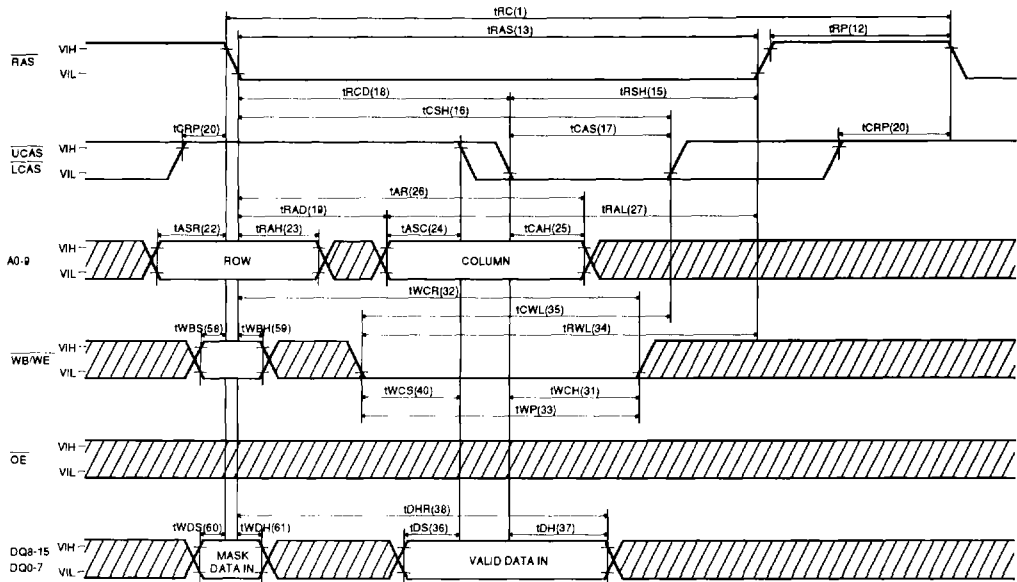 tRC(1)
tRAS(13)
tRP(12)
RAS
VIH
VIL
tRCD(18)
tRSH(15)
tCSH(16)
tCRP(20)
tCAS(17)
tCRP(20)
UCAS
LCAS
VIH
VIL
tAR(26)
tRAD(19)
tRAL(27)
tASR(22)
tRAH(23)
tASC(24)
tCAH(25)
A0-9
VIH
VIL
ROW
COLUMN
tWCR(32)
tCWL(35)
tWBS(58)
tWBH(59)
tRWL(34)
WB/WE
VIH
VIL
tWCS(40)
tWCH(31)
tWP(33)
OE
VIH
VIL
tDHR(38)
tWDS(60)
tWDH(61)
tDS(36)
tDH(37)
DQ8-15
DQ0-7
VIH
VIL
MASK
DATA IN
VALID DATA IN